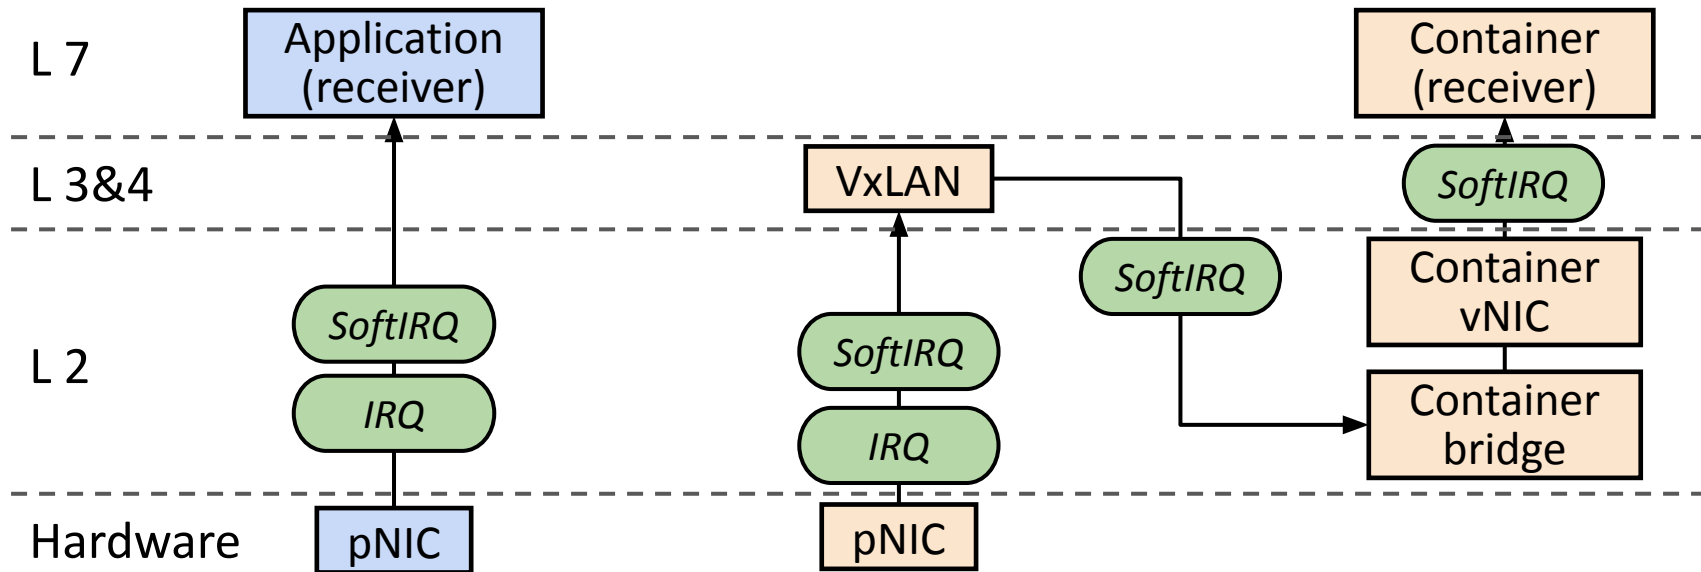 L 7
Application
(receiver)
Container
(receiver)
L 3&4
VxLAN
SoftIRQ
SoftIRQ
Container
vNIC
L 2
SoftIRQ
IRQ
SoftIRQ
IRQ
Container
bridge
Hardware
pNIC
pNIC